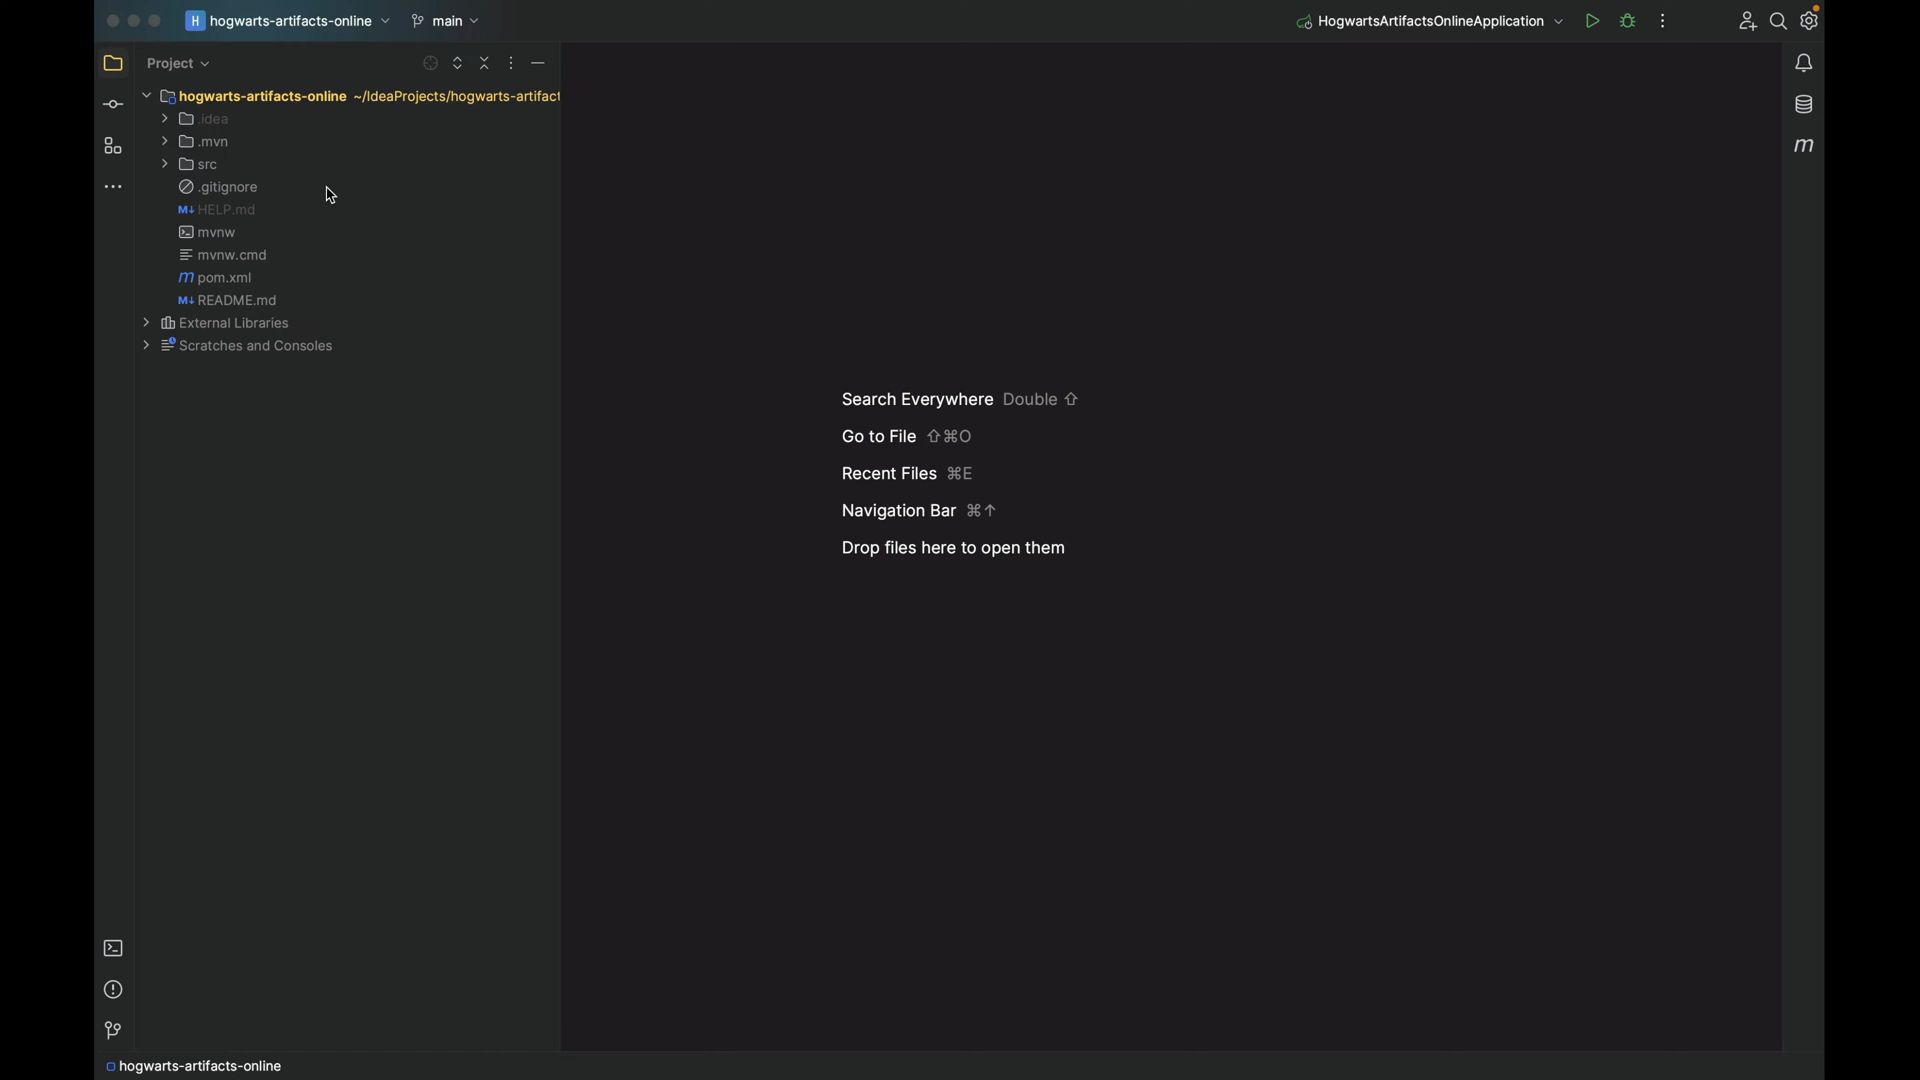 H hogwarts-artifacts-online main HogwartsArtifactsOnlineApplication
Project
hogwarts-artifacts-online ~/IdeaProjects/hogwarts-artifact
.idea
.mvn
src
.gitignore
M↓ HELP.md
mvnw
mvnw.cmd
m pom.xml
M↓ README.md
External Libraries
Scratches and Consoles
m
Search Everywhere Double ⇧
Go to File ⇧⌘O
Recent Files ⌘E
Navigation Bar ⌘↑
Drop files here to open them
hogwarts-artifacts-online